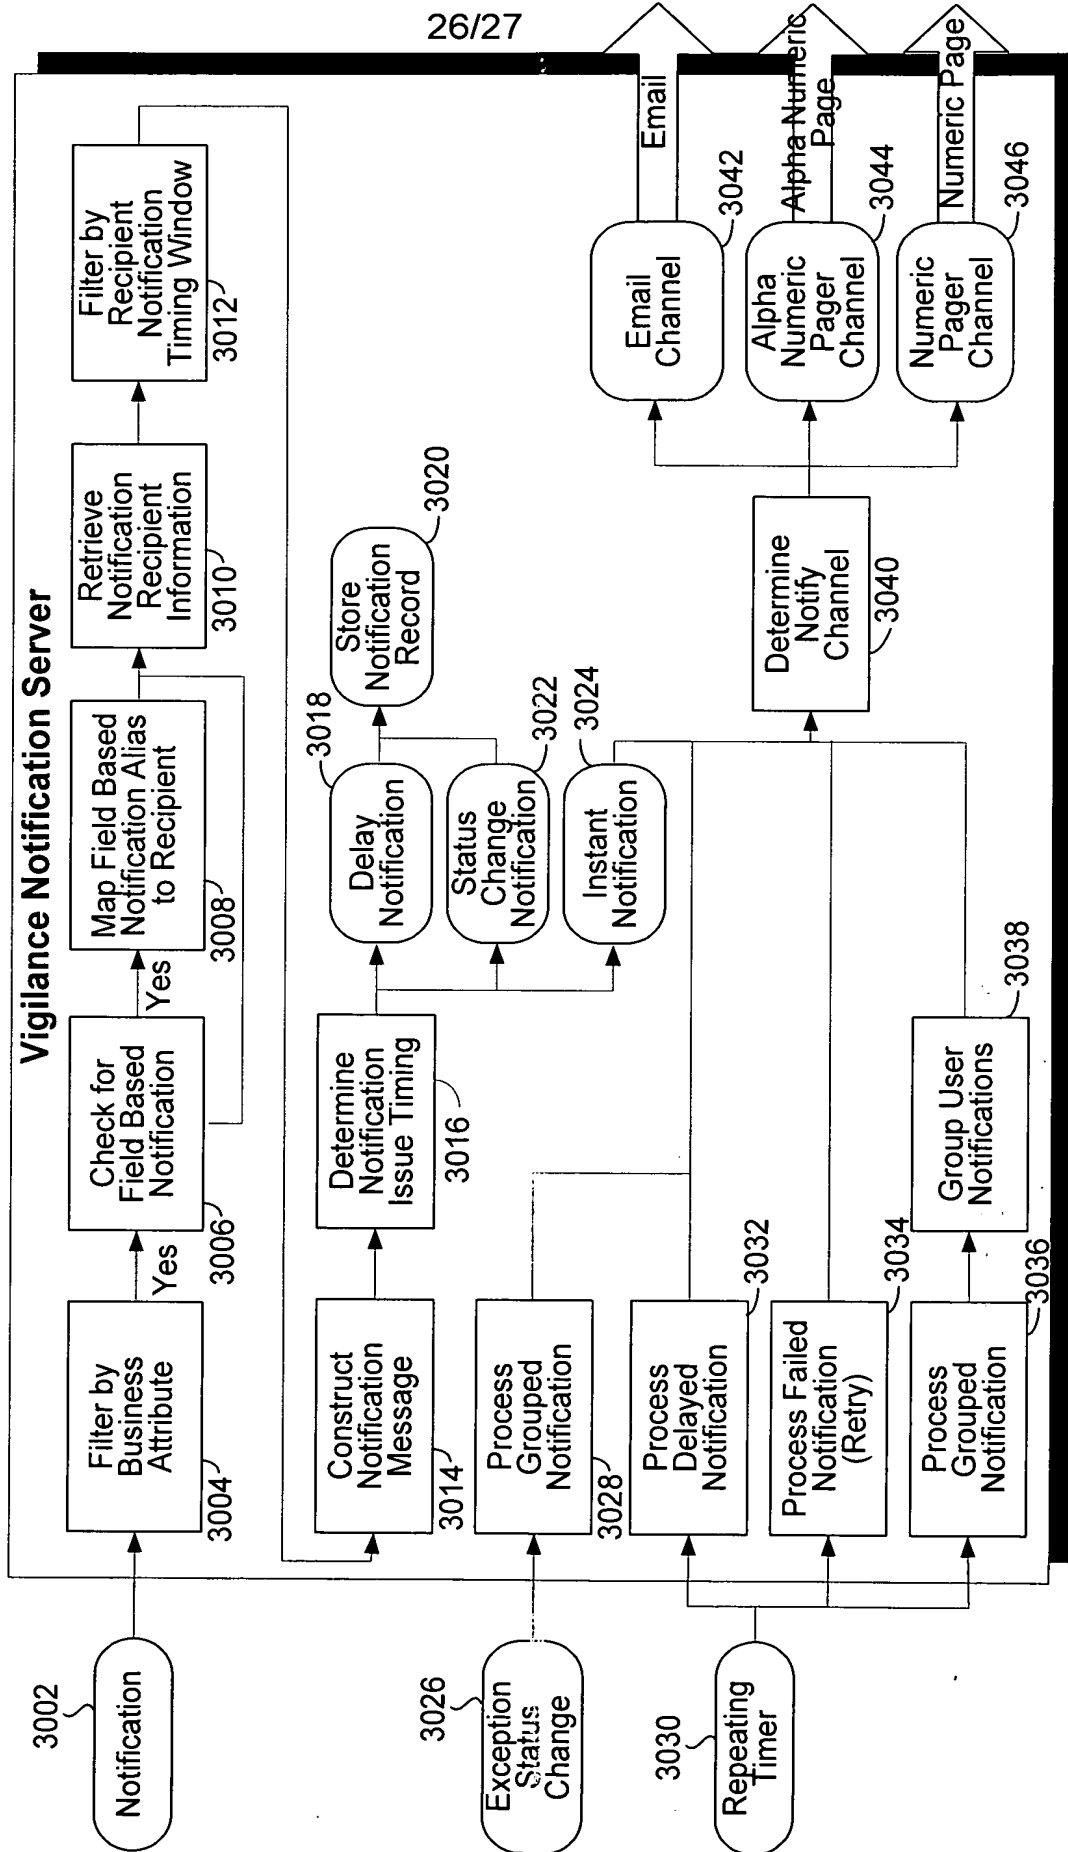 26/27
Vigilance Notification Server
3002
Notification
Filter by
Business
Attribute
3004
Yes
Check for
Field Based
Notification
3006
Yes
Map Field Based
Notification Alias
to Recipient
3008
Retrieve
Notification
Recipient
Information
3010
Filter by
Recipient
Notification
Timing Window
3012
Construct
Notification
Message
3014
Determine
Notification
Issue Timing
3016
3018
Delay
Notification
Store
Notification
Record
3020
Status
Change
Notification
3022
Instant
Notification
3024
3026
Exception
Status
Change
Process
Grouped
Notification
3028
3030
Repeating
Timer
Process
Delayed
Notification
3032
Process Failed
Notification
(Retry)
3034
Process
Grouped
Notification
3036
Group User
Notifications
3038
Determine
Notify
Channel
3040
Email
Channel
3042
Email
Alpha
Numeric
Pager
Channel
3044
Alpha Numeric
Page
Numeric
Pager
Channel
3046
Numeric Page